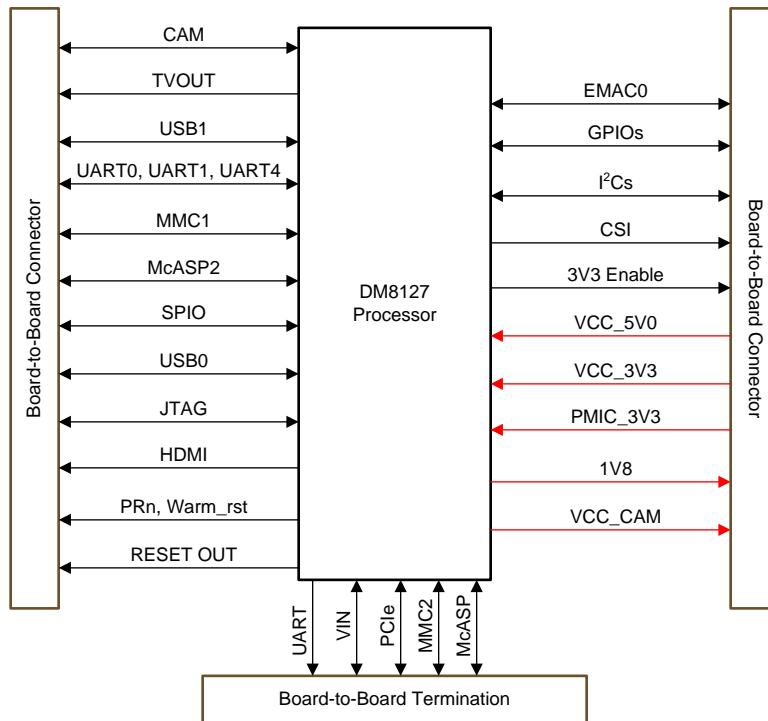 Board-to-Board Connector
CAM
TVOUT
USB1
UART0, UART1, UART4
MMC1
McASP2
SPIO
USB0
JTAG
HDMI
PRn, Warm_rst
RESET OUT
DM8127
Processor
EMAC0
GPIOs
I²Cs
CSI
3V3 Enable
VCC_5V0
VCC_3V3
PMIC_3V3
1V8
VCC_CAM
Board-to-Board Connector
UART
VIN
PCIe
MMC2
McASP
Board-to-Board Termination